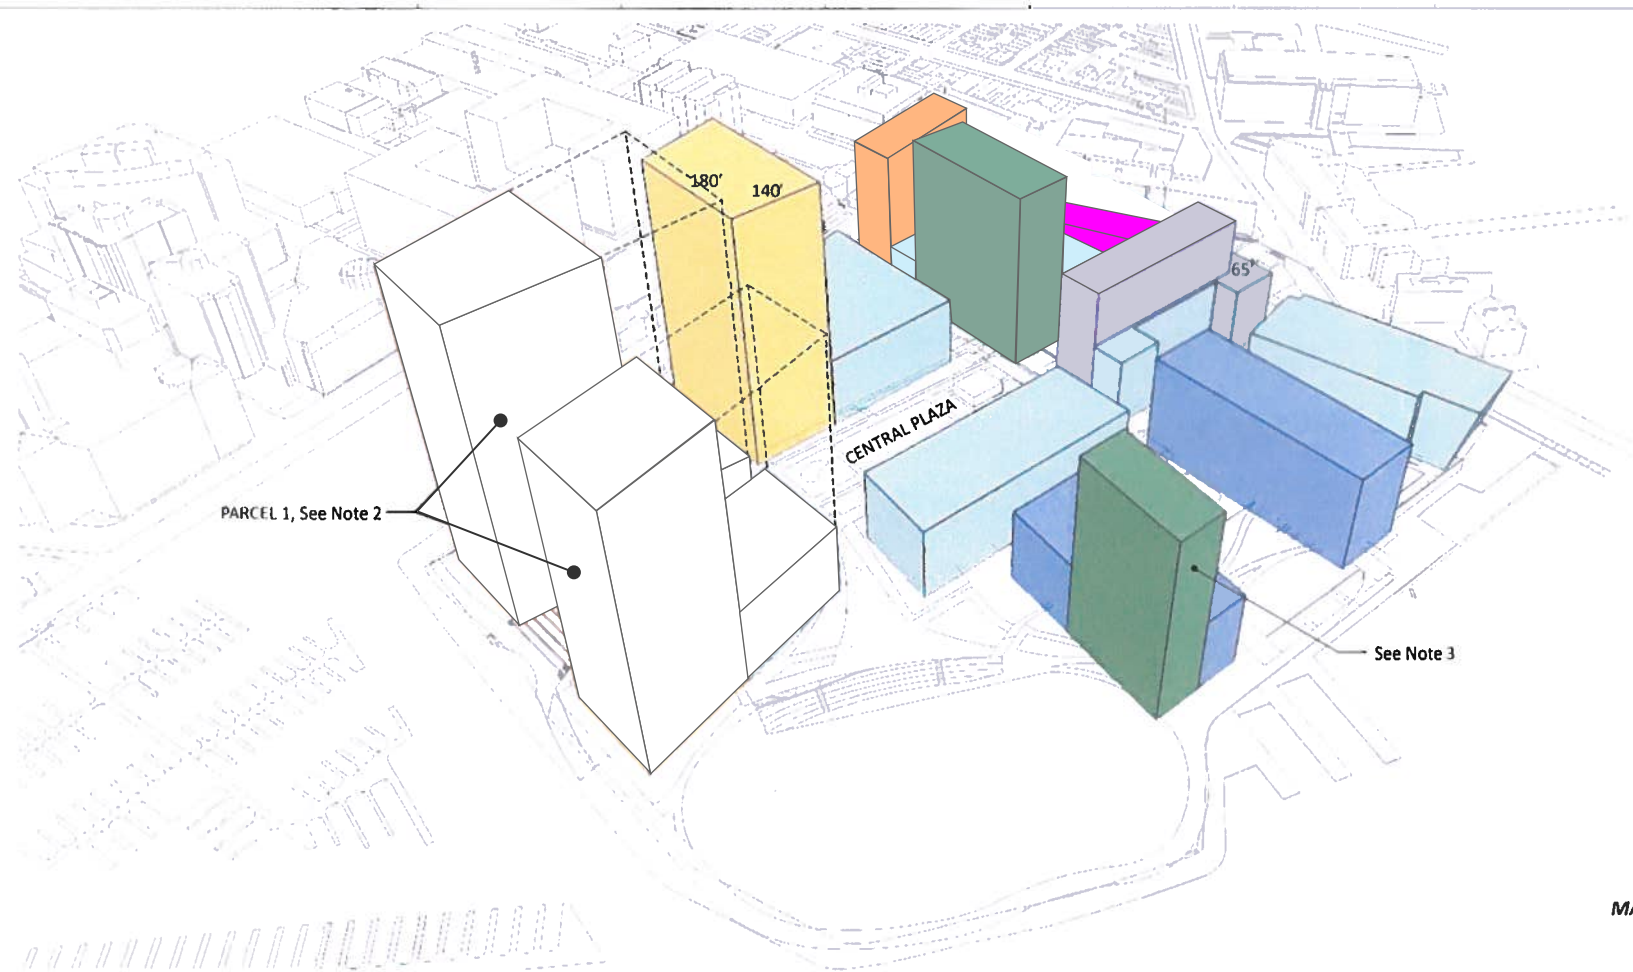 180'
140'
65'
CENTRAL PLAZA
PARCEL 1, See Note 2
See Note 3